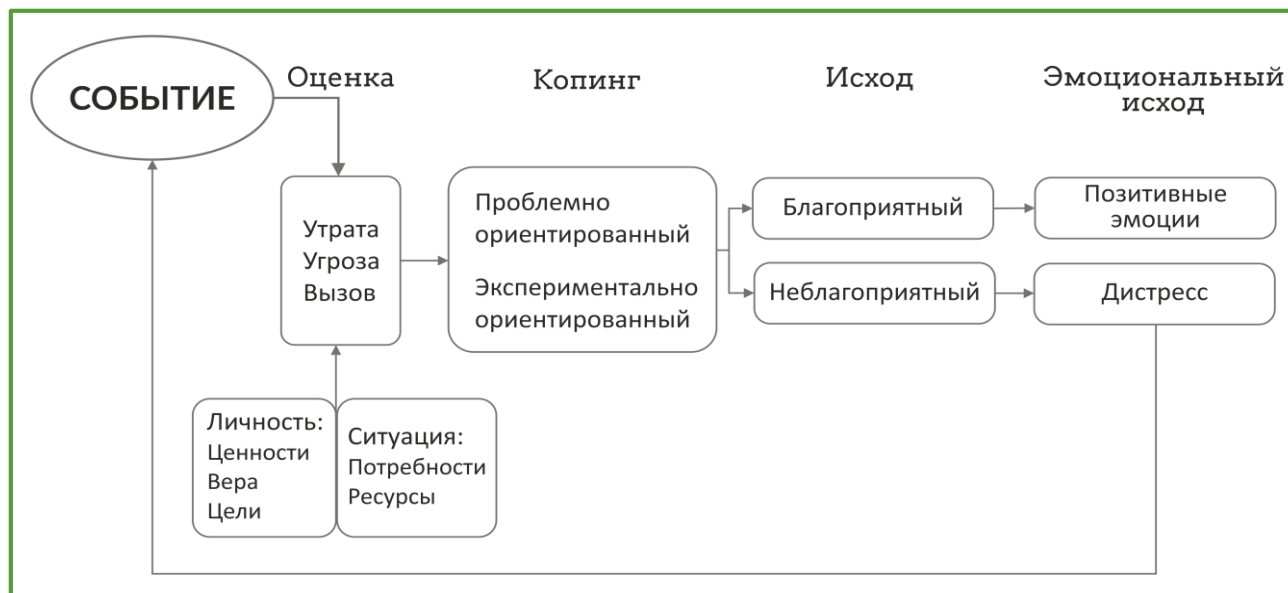 СОБЫТИЕ
Оценка
Копинг
Исход
Эмоциональный
исход
Утрата
Угроза
Вызов
Проблемно
ориентированный
Экспериментально
ориентированный
Благоприятный
Неблагоприятный
Позитивные
эмоции
Дистресс
Личность:
Ценности
Вера
Цели
Ситуация:
Потребности
Ресурсы